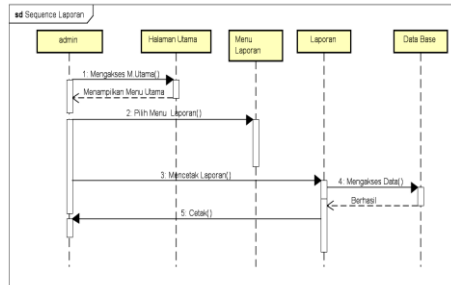 sd Sequence Laporan
admin
Halaman Utama
Menu
Laporan
Laporan
Data Base
1: Mengakses M.Utama()
Menampilkan Menu Utama
2: Pilih Menu Laporan()
3: Mencetak Laporan()
4: Mengakses Data()
Berhasil
5: Cetak()